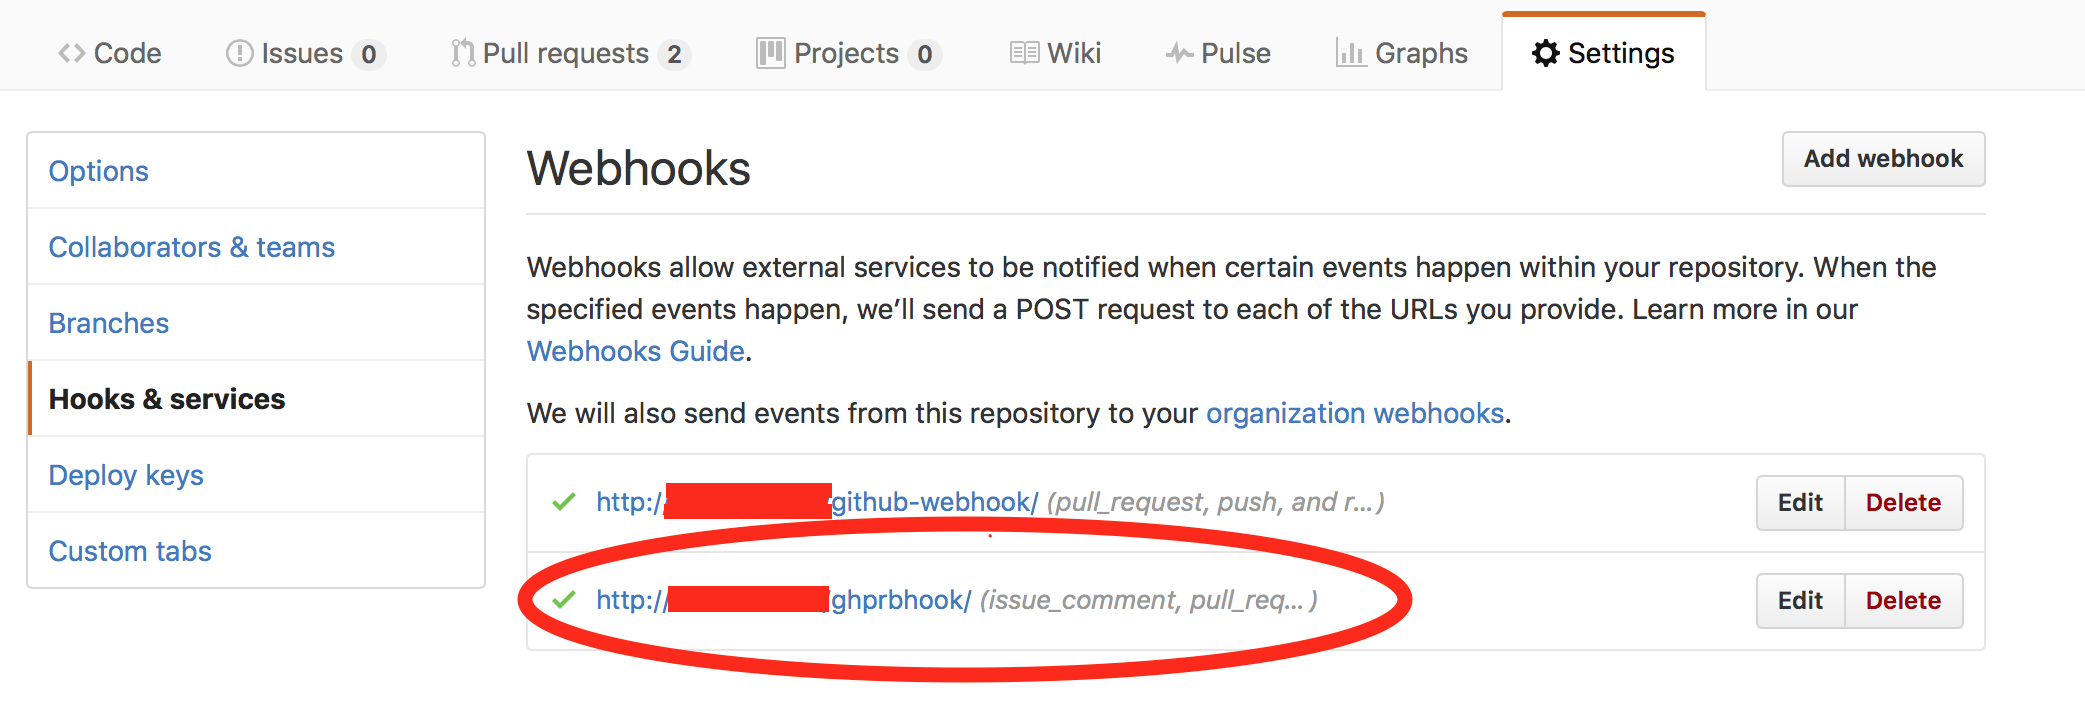 Code Issues 0 Pull requests 2 Projects 0 Wiki Pulse Graphs Settings
Options
Collaborators & teams
Branches
Hooks & services
Deploy keys
Custom tabs
Webhooks
Add webhook
Webhooks allow external services to be notified when certain events happen within your repository. When the
specified events happen, we’ll send a POST request to each of the URLs you provide. Learn more in our
Webhooks Guide.
We will also send events from this repository to your organization webhooks.
http:// github-webhook/ (pull_request, push, and r...) Edit Delete
http:// /ghprbhook/ (issue_comment, pull_req... ) Edit Delete